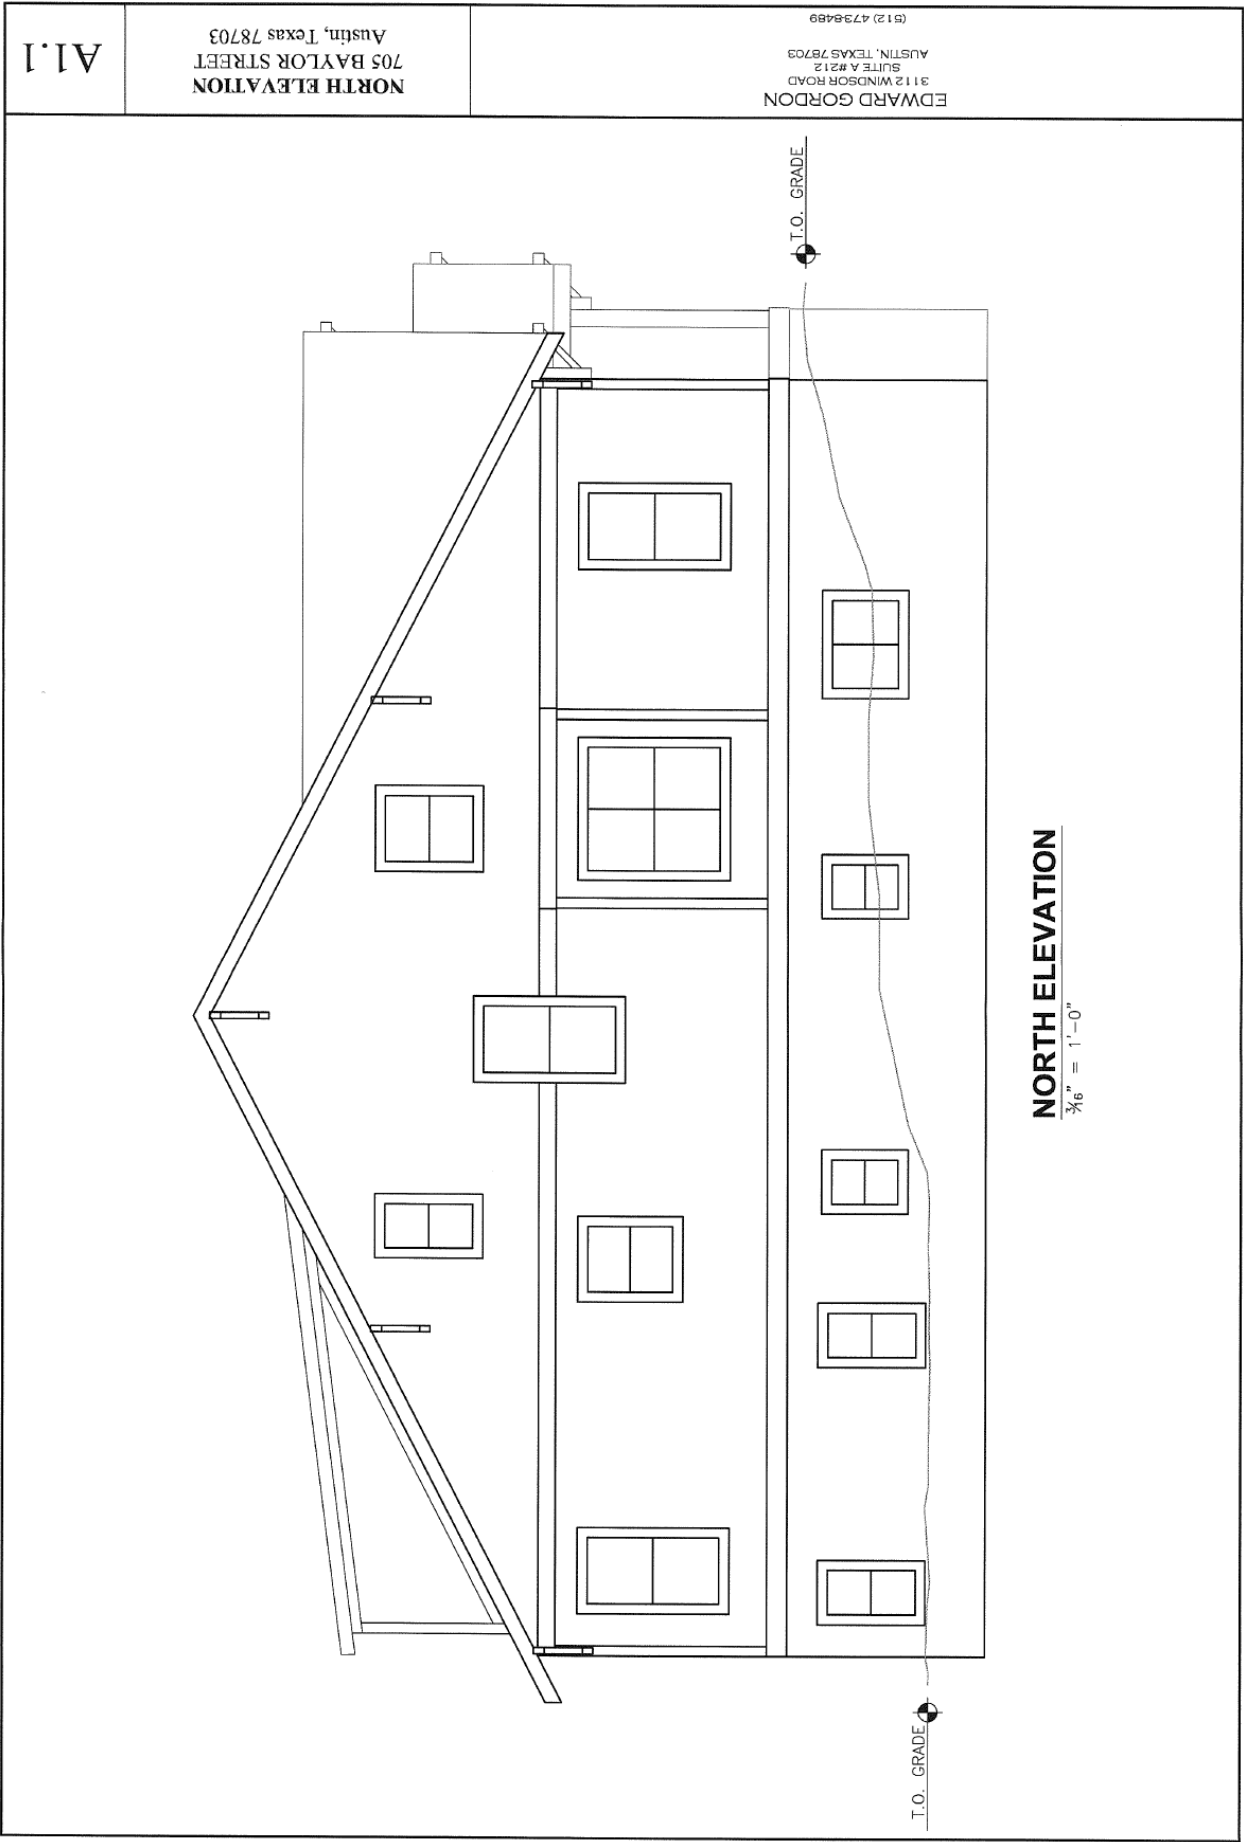 A1.1
NORTH ELEVATION
705 BAYLOR STREET
Austin, Texas 78703
EDWARD GORDON
3112 WINDSOR ROAD
SUITE A #212
AUSTIN, TEXAS 78703
(512) 473-8489
T.O. GRADE
T.O. GRADE
NORTH ELEVATION
3/16" = 1'-0"